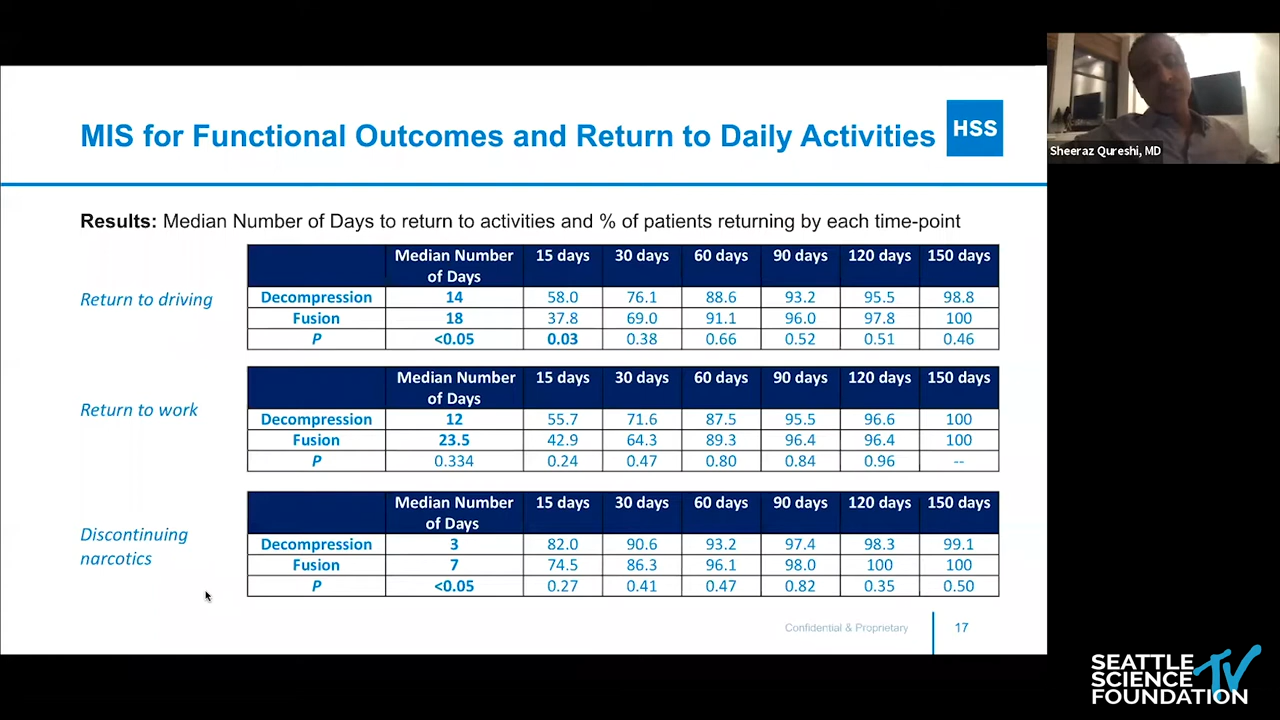 MIS for Functional Outcomes and Return to Daily Activities
HSS
Sheeraz Qureshi, MD
Results: Median Number of Days to return to activities and % of patients returning by each time-point
Return to driving
Median Number of Days 15 days 30 days 60 days 90 days 120 days 150 days
Decompression 14 58.0 76.1 88.6 93.2 95.5 98.8
Fusion 18 37.8 69.0 91.1 96.0 97.8 100
P <0.05 0.03 0.38 0.66 0.52 0.51 0.46
Return to work
Median Number of Days 15 days 30 days 60 days 90 days 120 days 150 days
Decompression 12 55.7 71.6 87.5 95.5 96.6 100
Fusion 23.5 42.9 64.3 89.3 96.4 96.4 100
P 0.334 0.24 0.47 0.80 0.84 0.96 --
Discontinuing
narcotics
Median Number of Days 15 days 30 days 60 days 90 days 120 days 150 days
Decompression 3 82.0 90.6 93.2 97.4 98.3 99.1
Fusion 7 74.5 86.3 96.1 98.0 100 100
P <0.05 0.27 0.41 0.47 0.82 0.35 0.50
Confidential & Proprietary 17
SEATTLE
SCIENCE
FOUNDATION
TV